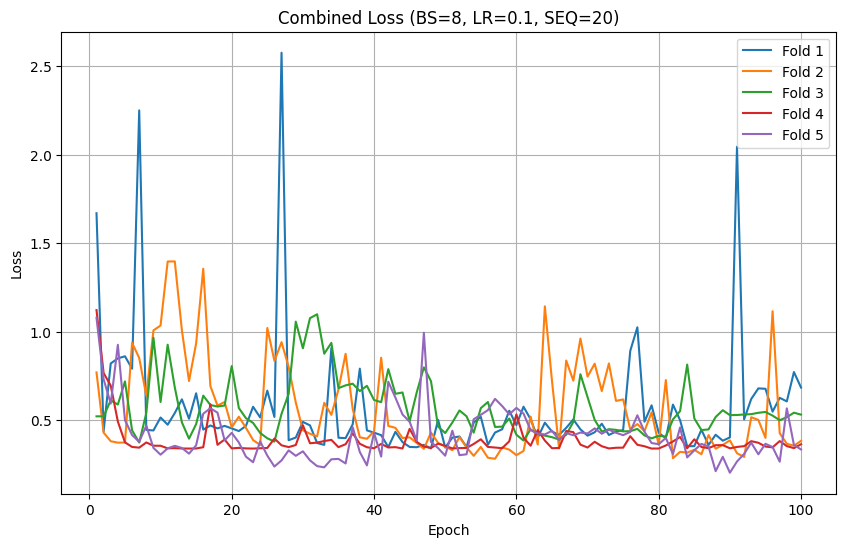 Combined Loss (BS=8, LR=0.1, SEQ=20)
Fold 1
Fold 2
Fold 3
Fold 4
Fold 5
2.5
2.0
1.5
1.0
0.5
Loss
0 20 40 60 80 100
Epoch